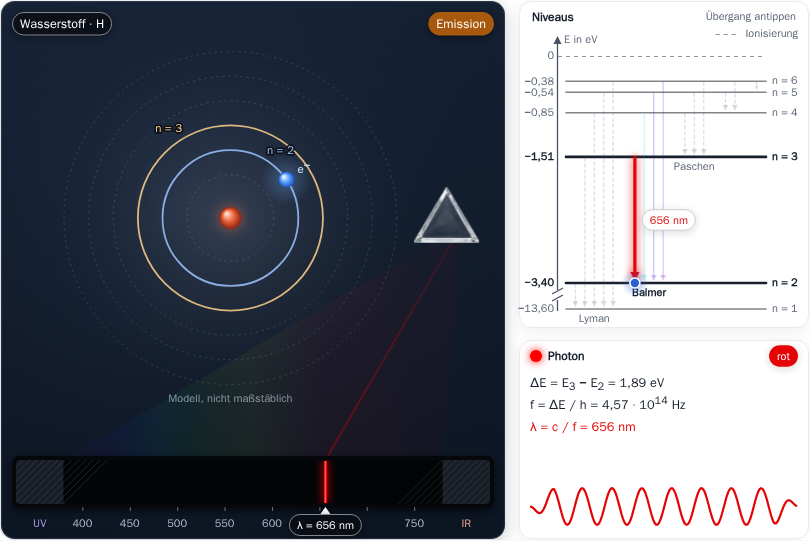 Wasserstoff · H
Emission
n = 3
n = 2
e⁻
Modell, nicht maßstäblich
UV
400
450
500
550
600
λ = 656 nm
750
IR
Niveaus
Übergang antippen
Ionisierung
E in eV
0
−0,38
n = 6
−0,54
n = 5
−0,85
n = 4
−1,51
n = 3
Paschen
656 nm
−3,40
n = 2
Balmer
−13,60
n = 1
Lyman
Photon
rot
ΔE = E₃ − E₂ = 1,89 eV
f = ΔE / h = 4,57 · 10¹⁴ Hz
λ = c / f = 656 nm